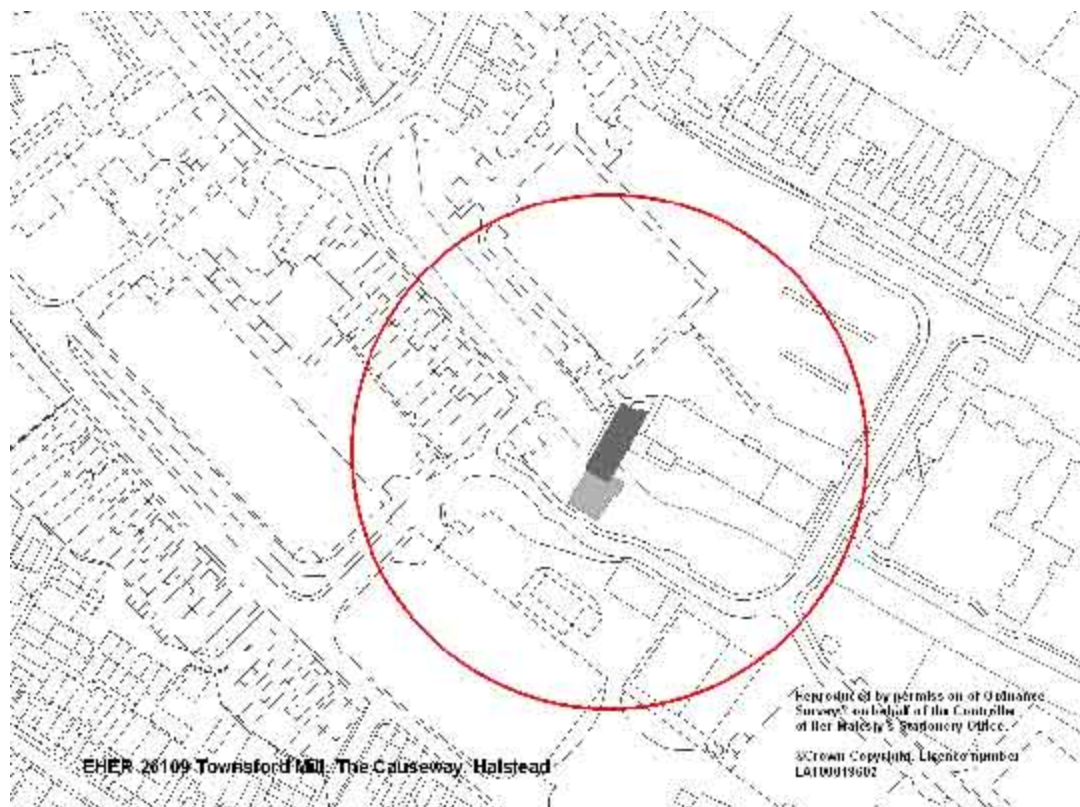 EHER 26109 Townsford Mill, The Causeway, Halstead
Reproduced by permission of Ordnance
Survey® on behalf of the Controller
of Her Majesty's Stationery Office.
©Crown Copyright. Licence number
LA100019602